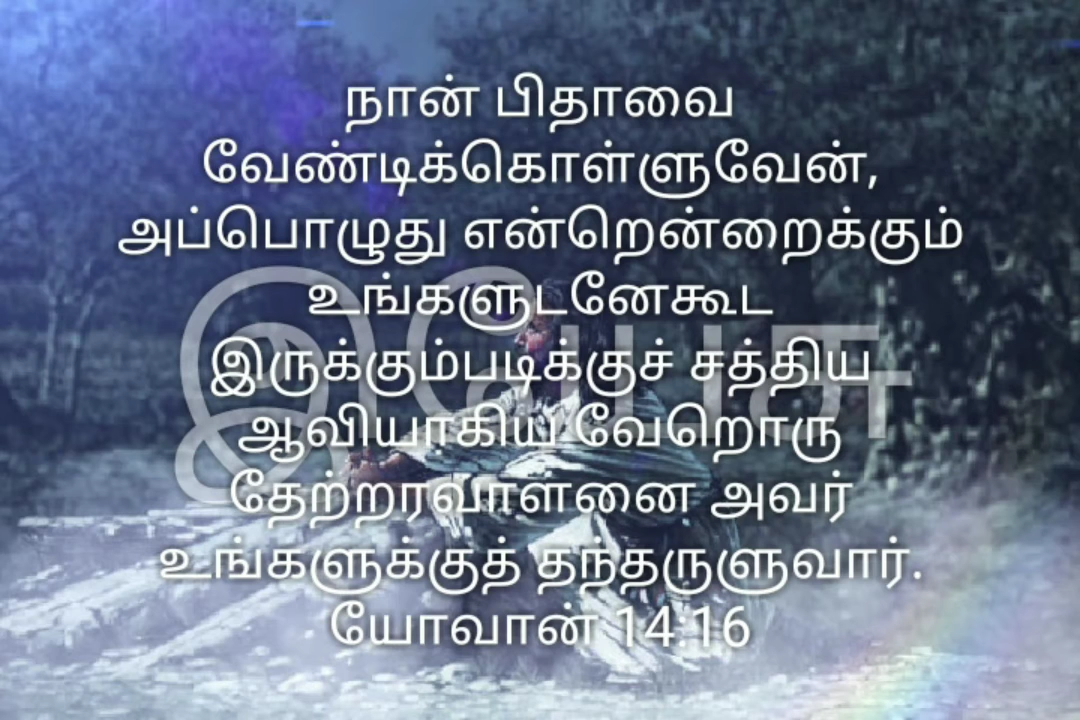 நான் பிதாவை
வேண்டிக்கொள்ளுவேன்,
அப்பொழுது என்றென்றைக்கும்
உங்களுடனேகூட
இருக்கும்படிக்குச் சத்திய
ஆவியாகிய வேறொரு
தேற்றரவாளனை அவர்
உங்களுக்குத் தந்தருளுவார்.
யோவான் 14:16